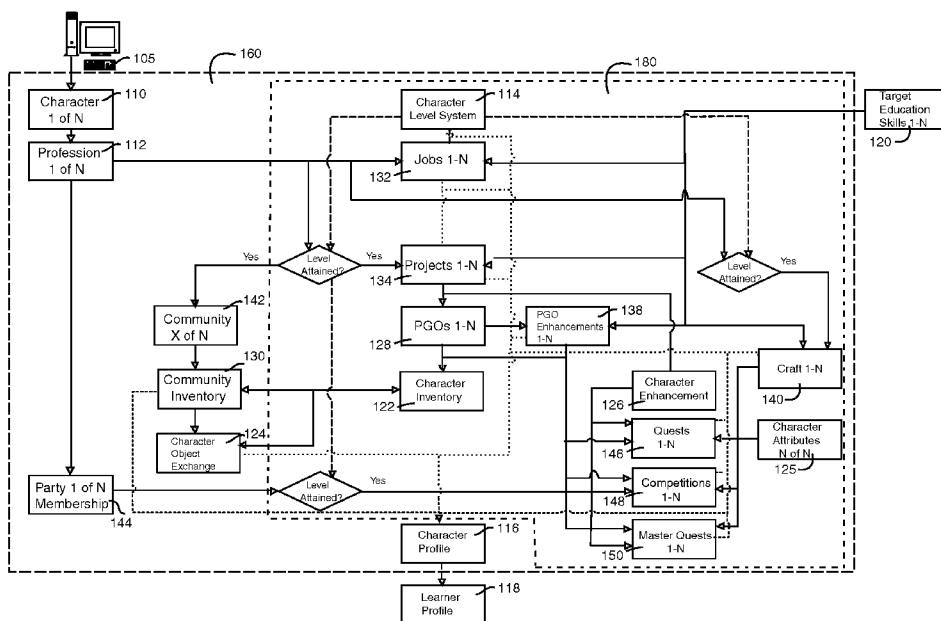 105
160
180
Character
1 of N
110
Character
Level System
114
Target
Education
Skills 1-N
120
Profession
1 of N
112
Jobs 1-N
132
Yes
Level
Attained?
Yes
Projects 1-N
134
Level
Attained?
Yes
142
Community
X of N
PGOs 1-N
128
PGO
Enhancements
1-N
138
130
Community
Inventory
Character
Inventory
122
Character
Enhancement
126
Craft 1-N
140
124
Character
Object
Exchange
Quests
1-N
146
Character
Attributes
N of N
125
Party 1 of N
Membership
144
Level
Attained?
Yes
Competitions
1-N
148
Character
Profile
116
Master Quests
1-N
150
Learner
Profile
118